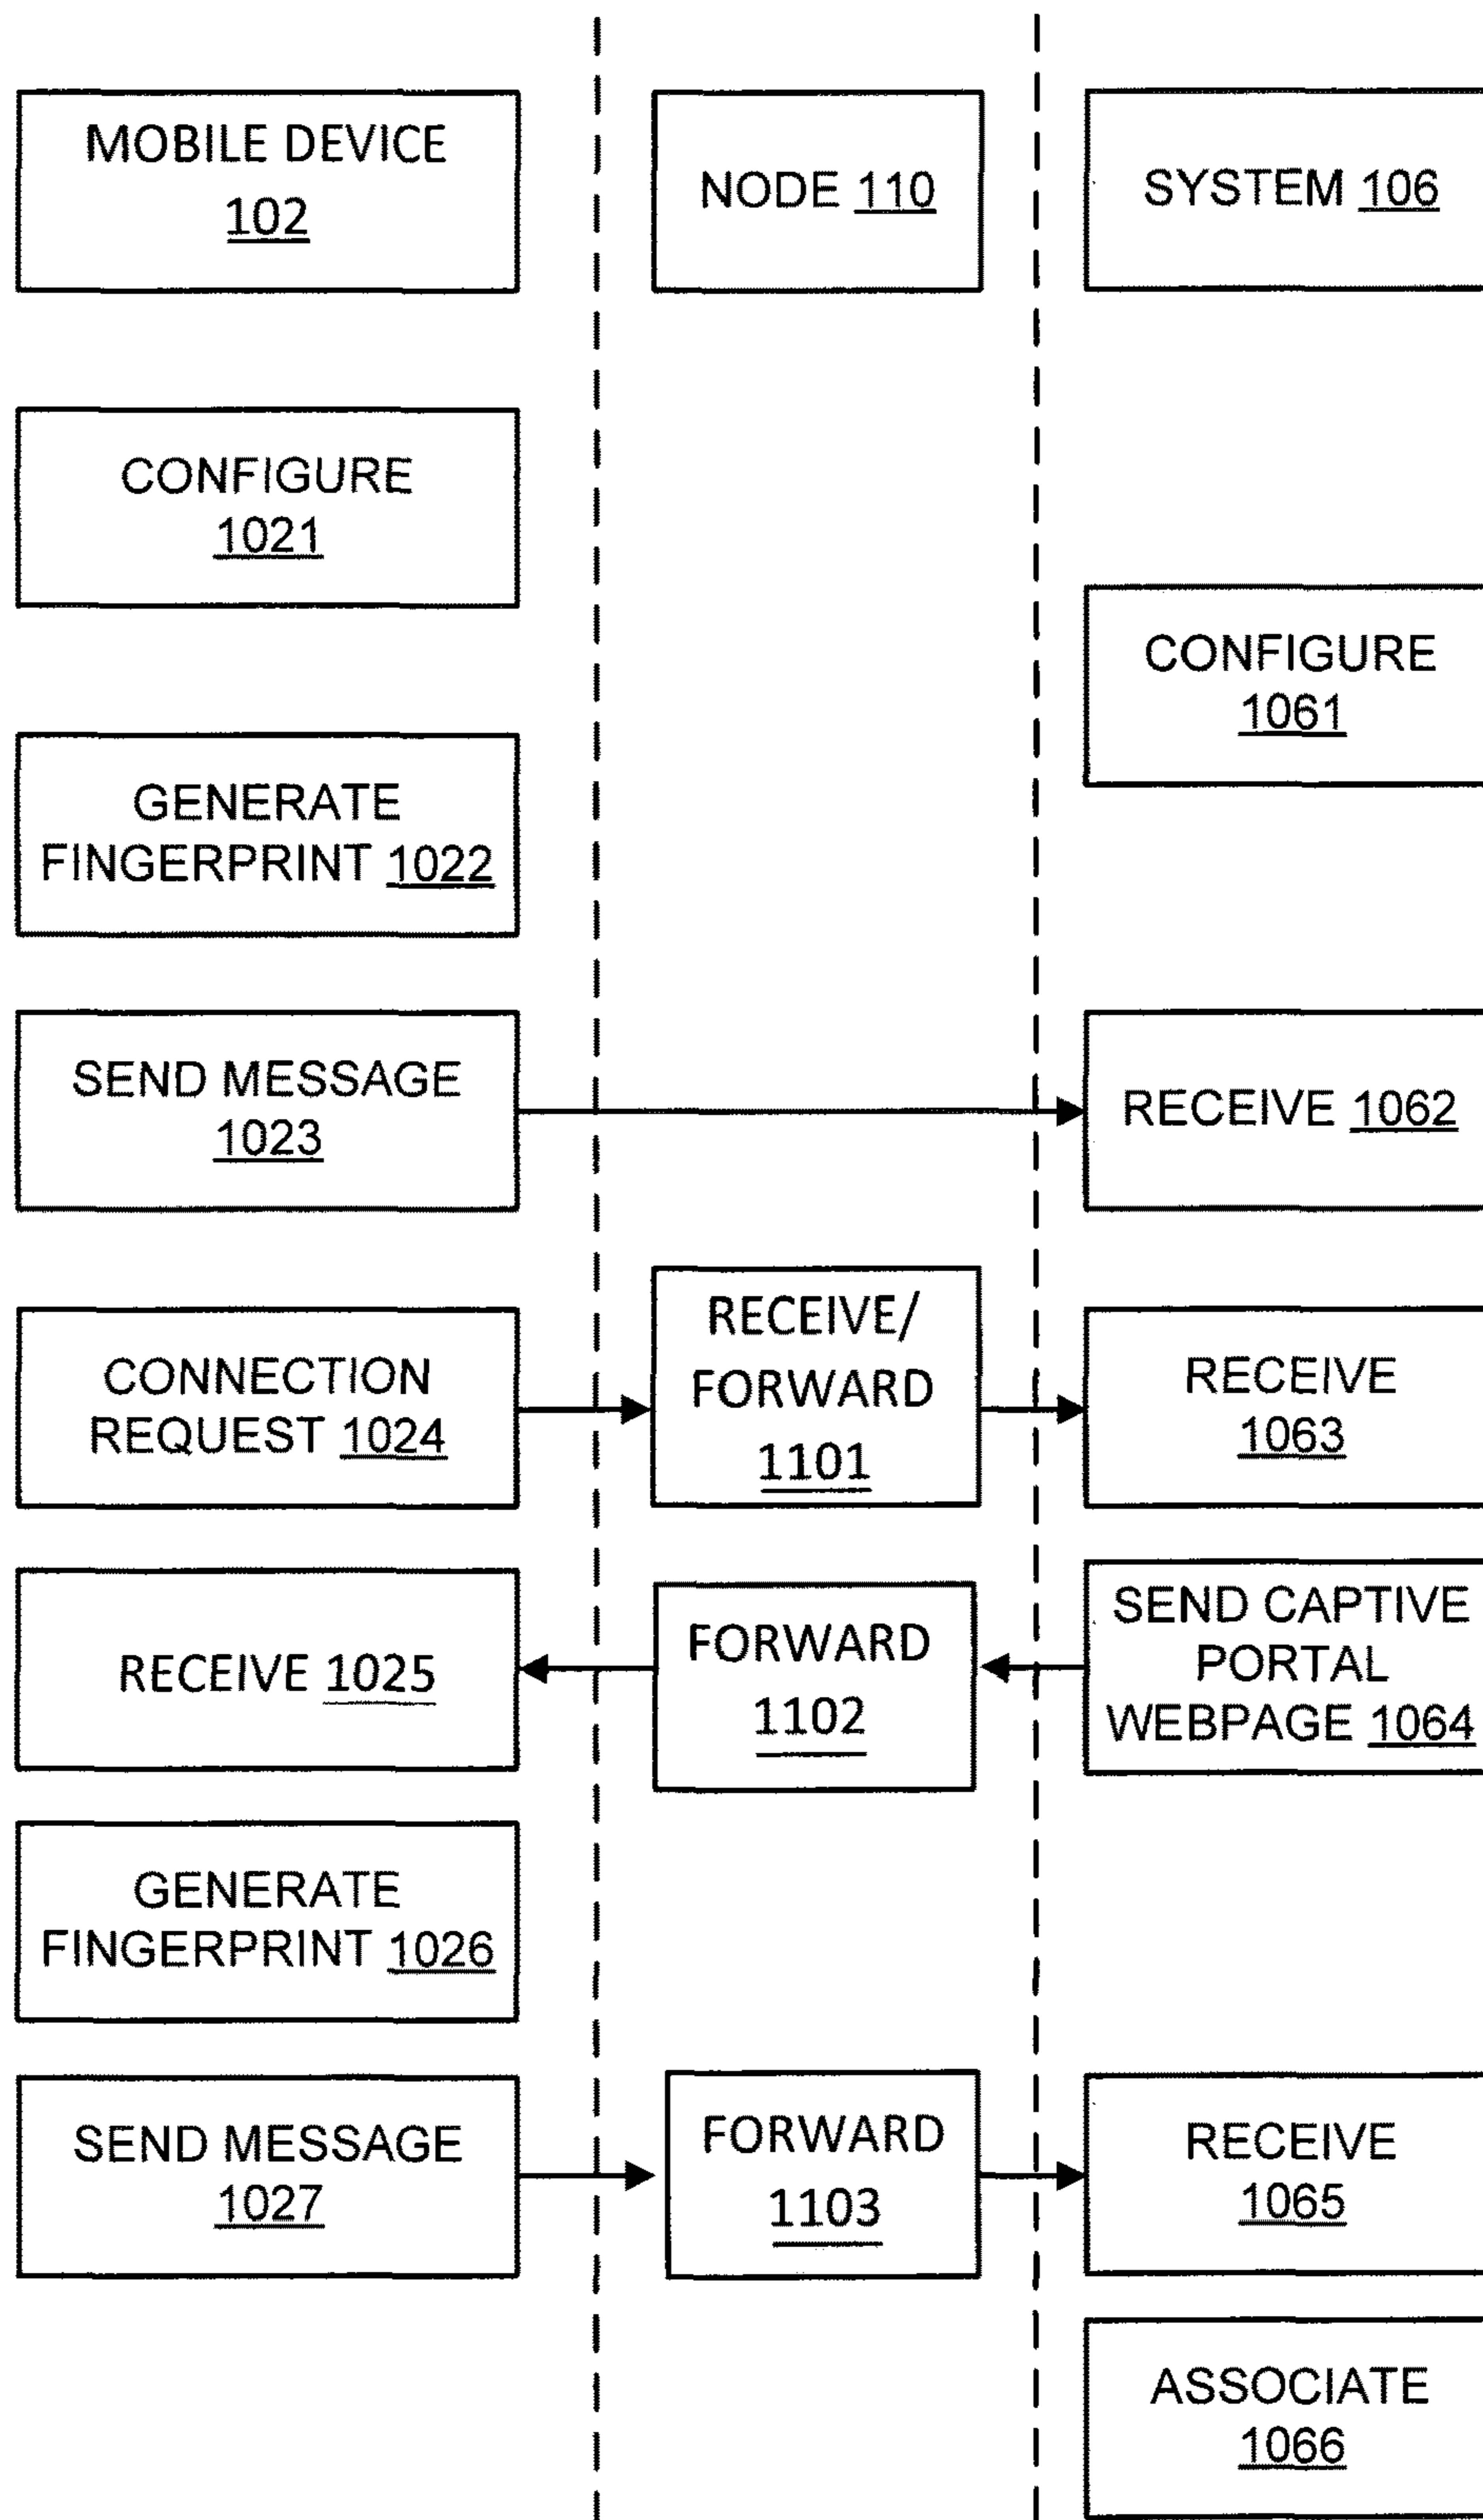 MOBILE DEVICE
102
NODE 110
SYSTEM 106
CONFIGURE
1021
CONFIGURE
1061
GENERATE
FINGERPRINT 1022
SEND MESSAGE
1023
RECEIVE 1062
CONNECTION
REQUEST 1024
RECEIVE/
FORWARD
1101
RECEIVE
1063
RECEIVE 1025
FORWARD
1102
SEND CAPTIVE
PORTAL
WEBPAGE 1064
GENERATE
FINGERPRINT 1026
SEND MESSAGE
1027
FORWARD
1103
RECEIVE
1065
ASSOCIATE
1066